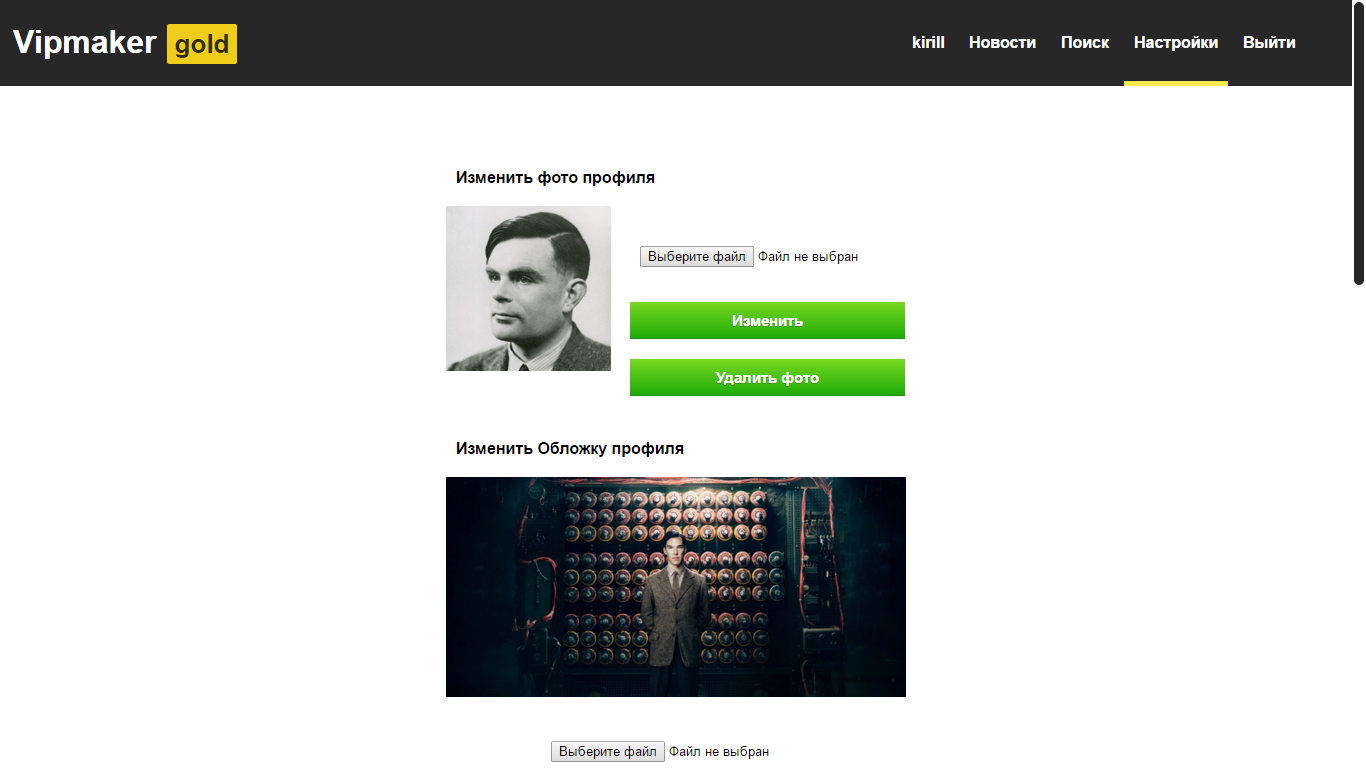 Vipmaker gold
kirill Новости Поиск Настройки Выйти
Изменить фото профиля
Выберите файл Файл не выбран
Изменить
Удалить фото
Изменить Обложку профиля
Выберите файл Файл не выбран